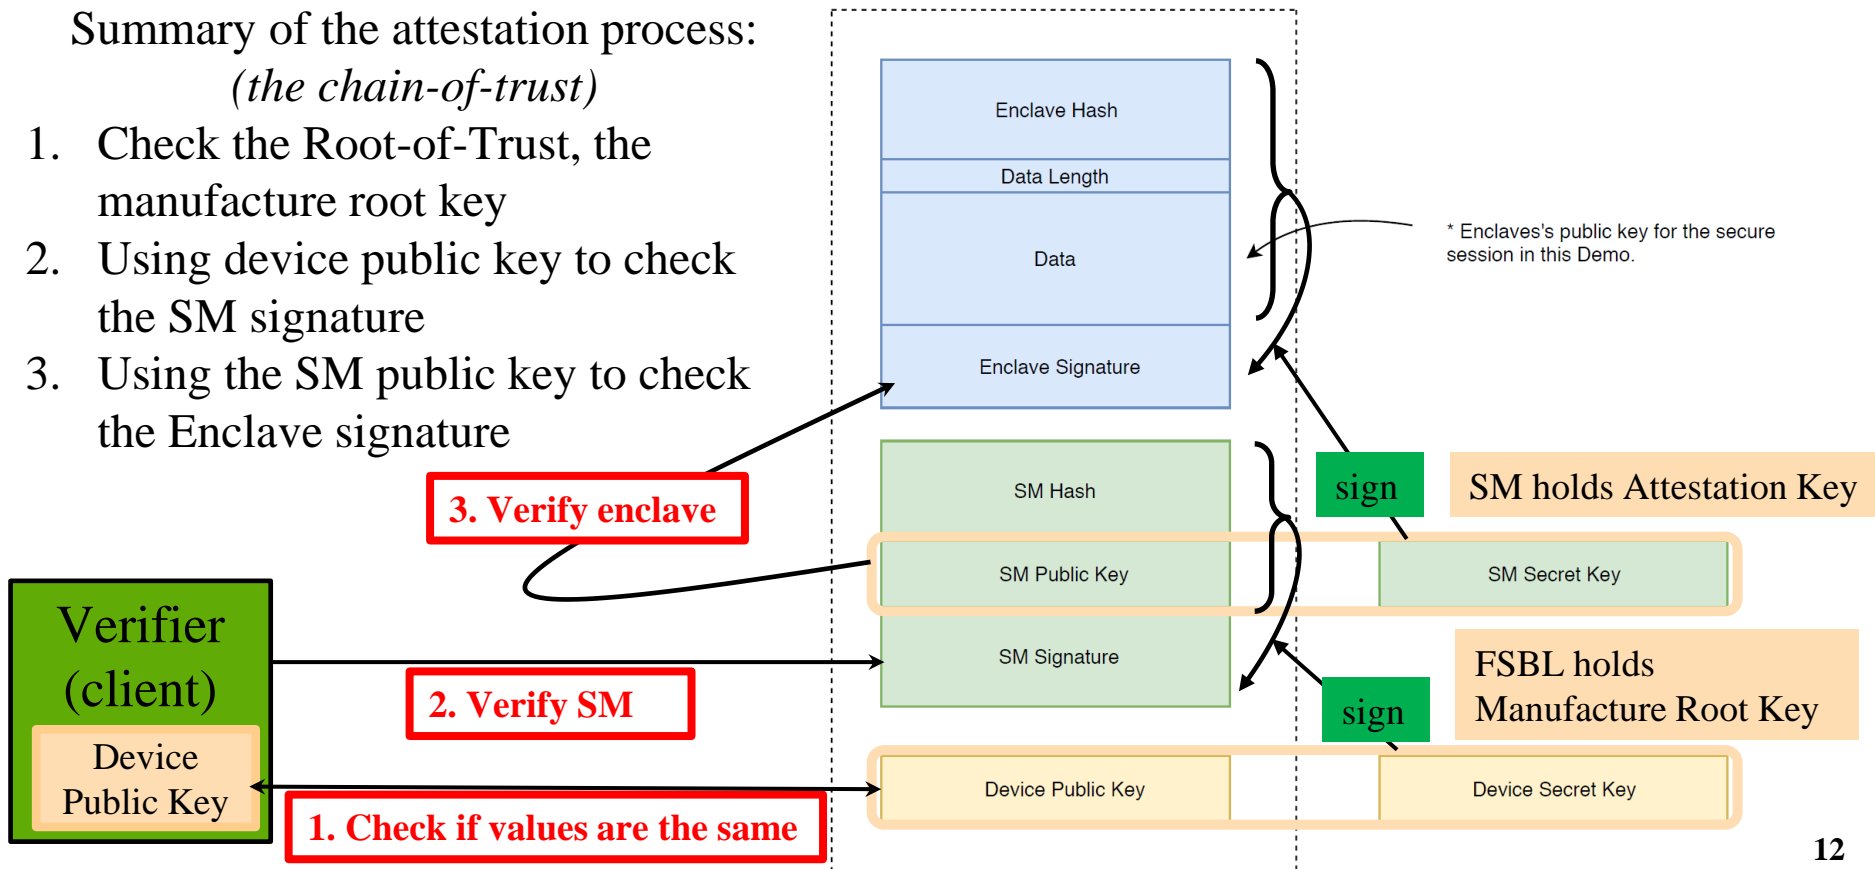 Summary of the attestation process:
(the chain-of-trust)
1. Check the Root-of-Trust, the
manufacture root key
2. Using device public key to check
the SM signature
3. Using the SM public key to check
the Enclave signature
Enclave Hash
Data Length
Data
Enclave Signature
* Enclaves's public key for the secure
session in this Demo.
3. Verify enclave
SM Hash
sign
SM holds Attestation Key
SM Public Key
SM Secret Key
Verifier
(client)
SM Signature
2. Verify SM
sign
FSBL holds
Manufacture Root Key
Device
Public Key
Device Public Key
Device Secret Key
1. Check if values are the same
12